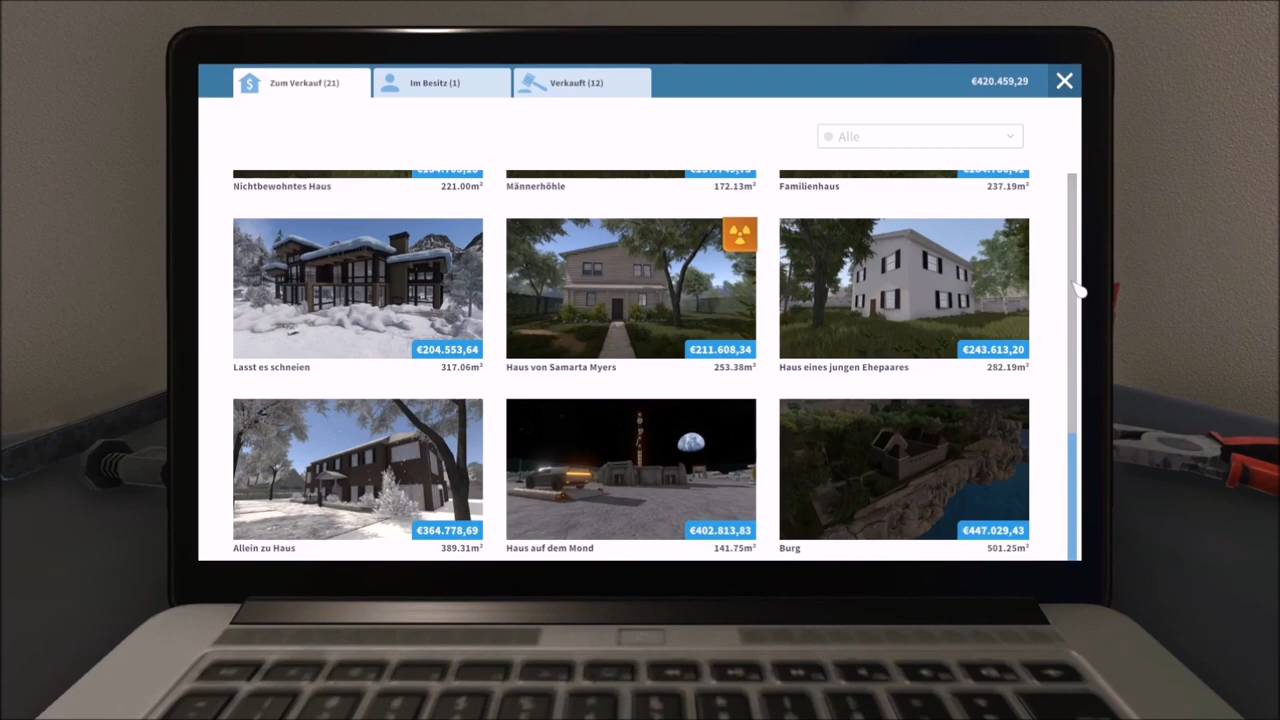 Zum Verkauf (21)
Im Besitz (1)
Verkauft (12)
€420.459,29
Alle
Nichtbewohntes Haus 221.00m²
Männerhöhle 172.13m²
Familienhaus 237.19m²
€204.553,64
€211.608,34
€243.613,20
Lasst es schneien 317.06m²
Haus von Samarta Myers 253.38m²
Haus eines jungen Ehepaares 282.19m²
€364.778,69
€402.813,83
€447.029,43
Allein zu Haus 389.31m²
Haus auf dem Mond 141.75m²
Burg 501.25m²